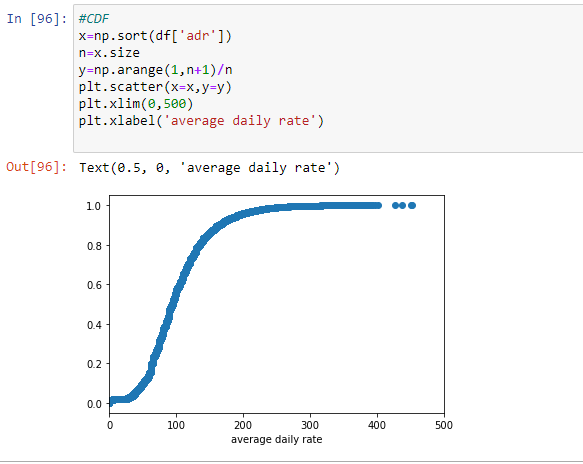 In [96]: #CDF
x=np.sort(df['adr'])
n=x.size
y=np.arange(1,n+1)/n
plt.scatter(x=x,y=y)
plt.xlim(0,500)
plt.xlabel('average daily rate')
Out[96]: Text(0.5, 0, 'average daily rate')
1.0
0.8
0.6
0.4
0.2
0.0
0 100 200 300 400 500
average daily rate